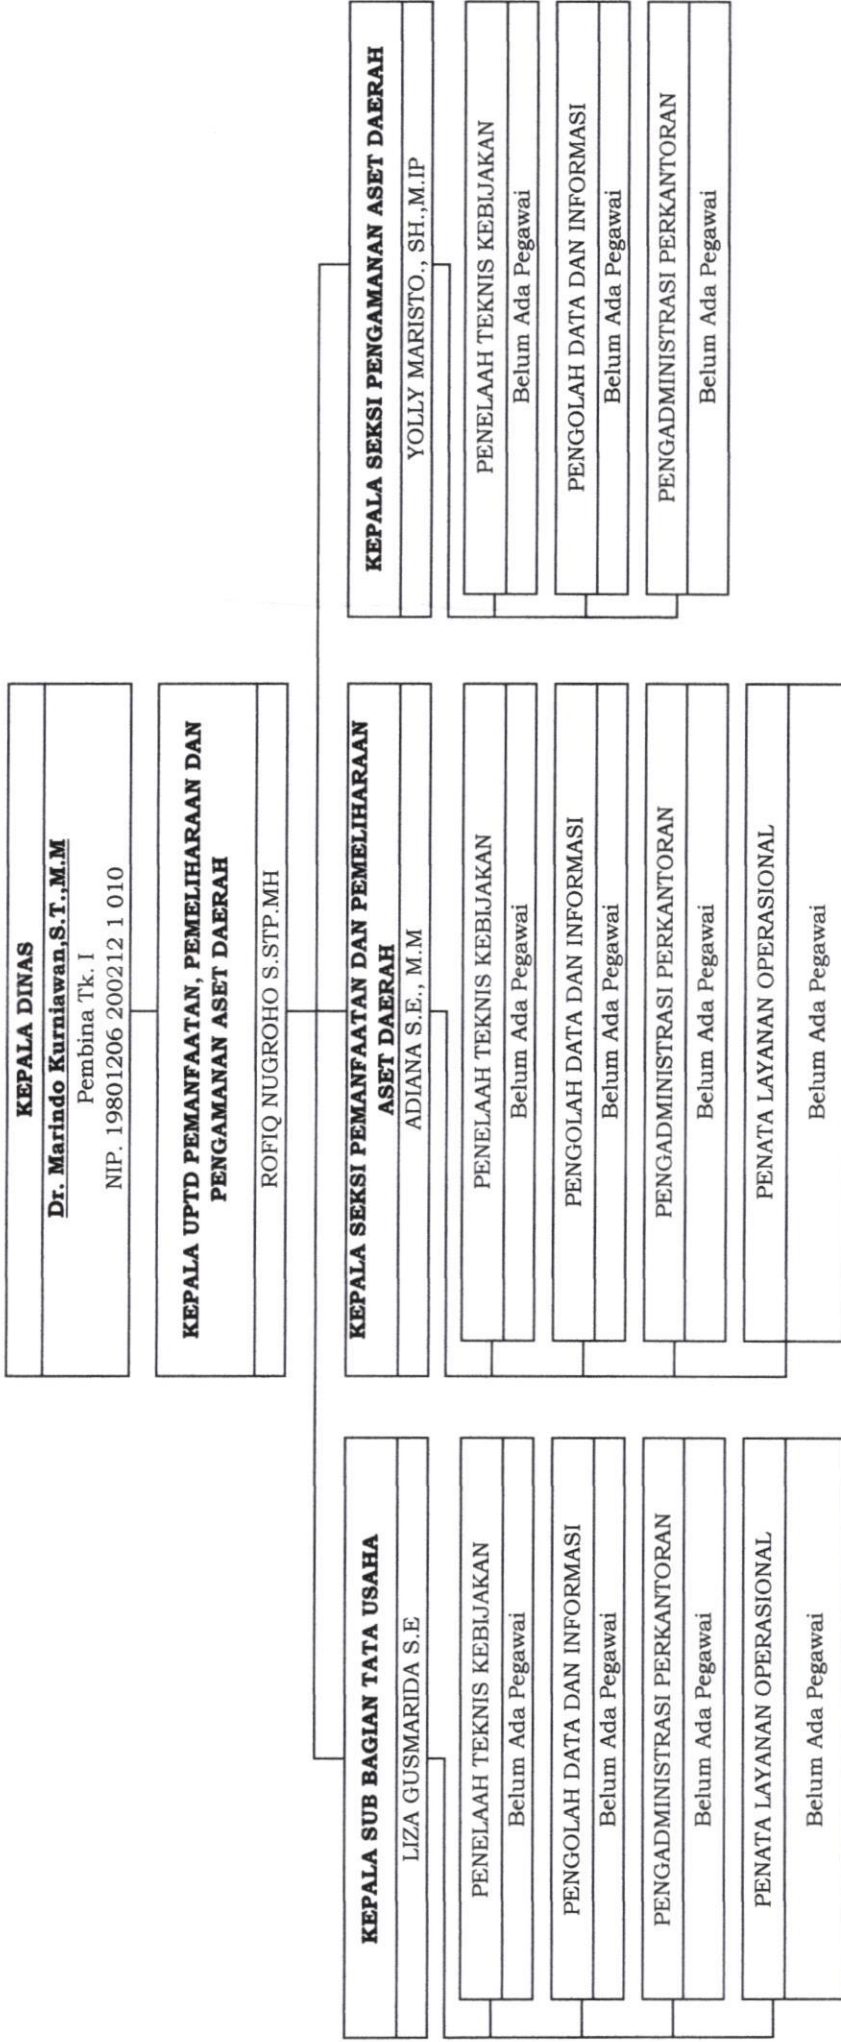 KEPALA DINAS
Dr. Marindo Kurniawan,S.T.,M.M
Pembina Tk. I
NIP. 19801206 200212 1 010
KEPALA UPTD PEMANFAATAN, PEMELIHARAAN DAN
PENGAMANAN ASET DAERAH
ROFIQ NUGROHO S.STP.MH
KEPALA SUB BAGIAN TATA USAHA
LIZA GUSMARIDA S.E
PENELAAH TEKNIS KEBIJAKAN
Belum Ada Pegawai
PENGOLAH DATA DAN INFORMASI
Belum Ada Pegawai
PENGADMINISTRASI PERKANTORAN
Belum Ada Pegawai
PENATA LAYANAN OPERASIONAL
Belum Ada Pegawai
KEPALA SEKSI PEMANFAATAN DAN PEMELIHARAAN
ASET DAERAH
ADIANA S.E., M.M
PENELAAH TEKNIS KEBIJAKAN
Belum Ada Pegawai
PENGOLAH DATA DAN INFORMASI
Belum Ada Pegawai
PENGADMINISTRASI PERKANTORAN
Belum Ada Pegawai
PENATA LAYANAN OPERASIONAL
Belum Ada Pegawai
KEPALA SEKSI PENGAMANAN ASET DAERAH
YOLLY MARISTO., SH.,M.IP
PENELAAH TEKNIS KEBIJAKAN
Belum Ada Pegawai
PENGOLAH DATA DAN INFORMASI
Belum Ada Pegawai
PENGADMINISTRASI PERKANTORAN
Belum Ada Pegawai